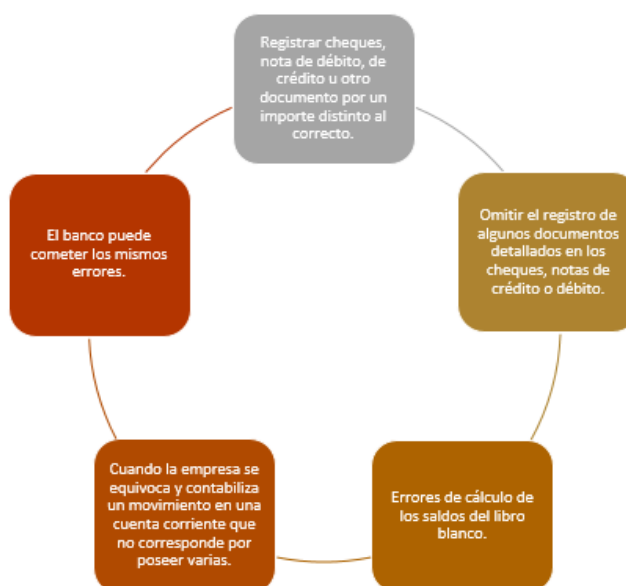 Registrar cheques,
nota de débito, de
crédito u otro
documento por un
importe distinto al
correcto.
Omitir el registro de
algunos documentos
detallados en los
cheques, notas de
crédito o débito.
Errores de cálculo de
los saldos del libro
blanco.
Cuando la empresa se
equivoca y contabiliza
un movimiento en una
cuenta corriente que
no corresponde por
poseer varias.
El banco puede
cometer los mismos
errores.